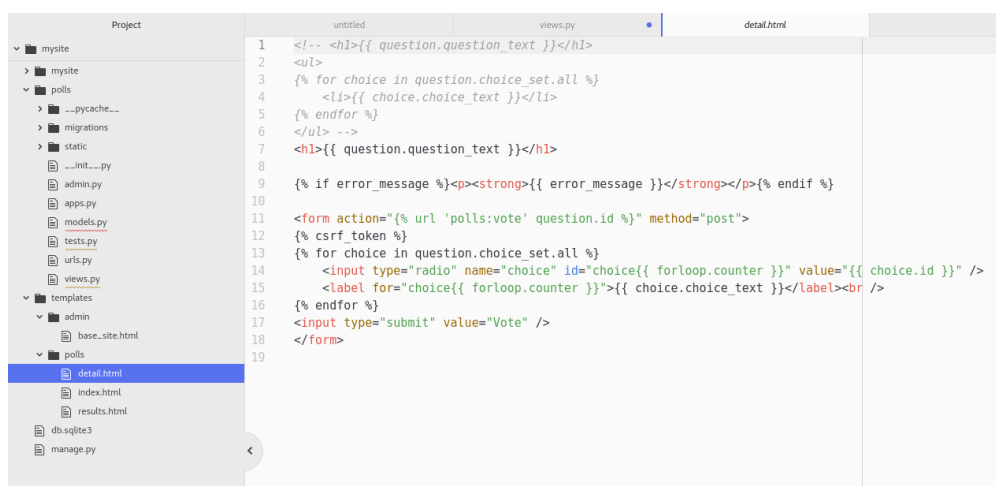 Project
mysite
mysite
polls
__pycache__
migrations
static
__init__.py
admin.py
apps.py
models.py
tests.py
urls.py
views.py
templates
admin
base_site.html
polls
detail.html
index.html
results.html
db.sqlite3
manage.py
untitled
views.py
detail.html
1 <!-- <h1>{{ question.question_text }}</h1>
2 <ul>
3 {% for choice in question.choice_set.all %}
4     <li>{{ choice.choice_text }}</li>
5 {% endfor %}
6 </ul> -->
7 <h1>{{ question.question_text }}</h1>
8
9 {% if error_message %}<p><strong>{{ error_message }}</strong></p>{% endif %}
10
11 <form action="{% url 'polls:vote' question.id %}" method="post">
12 {% csrf_token %}
13 {% for choice in question.choice_set.all %}
14     <input type="radio" name="choice" id="choice{{ forloop.counter }}" value="{{ choice.id }}" />
15     <label for="choice{{ forloop.counter }}">{{ choice.choice_text }}</label><br />
16 {% endfor %}
17 <input type="submit" value="Vote" />
18 </form>
19